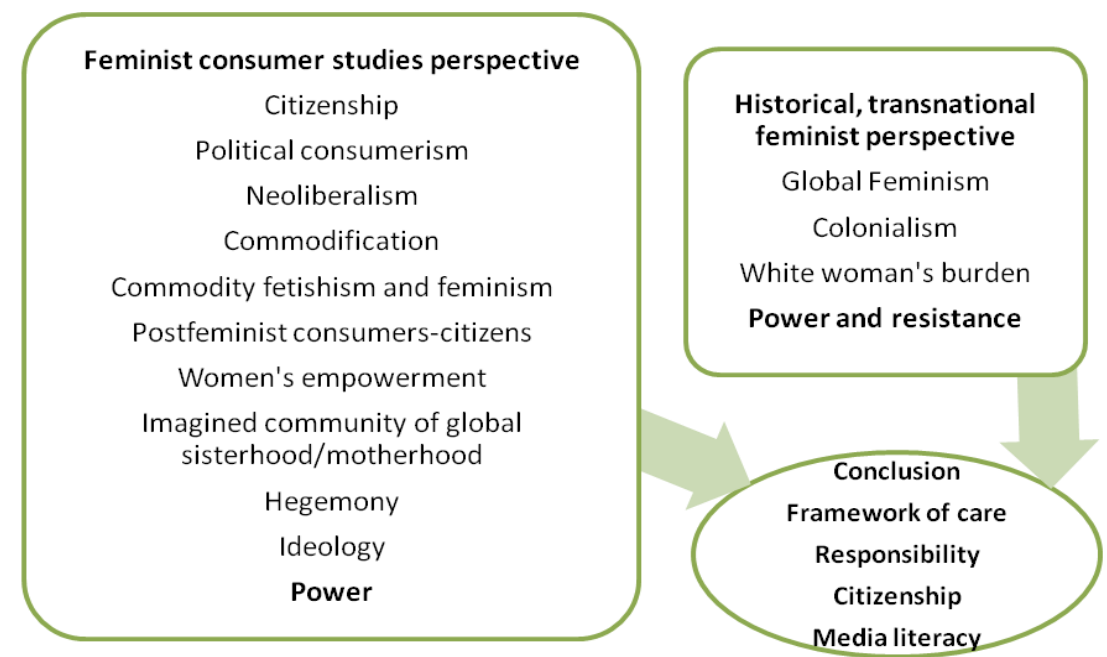 Feminist consumer studies perspective
Citizenship
Political consumerism
Neoliberalism
Commodification
Commodity fetishism and feminism
Postfeminist consumers-citizens
Women's empowerment
Imagined community of global
sisterhood/motherhood
Hegemony
Ideology
Power
Historical, transnational
feminist perspective
Global Feminism
Colonialism
White woman's burden
Power and resistance
Conclusion
Framework of care
Responsibility
Citizenship
Media literacy